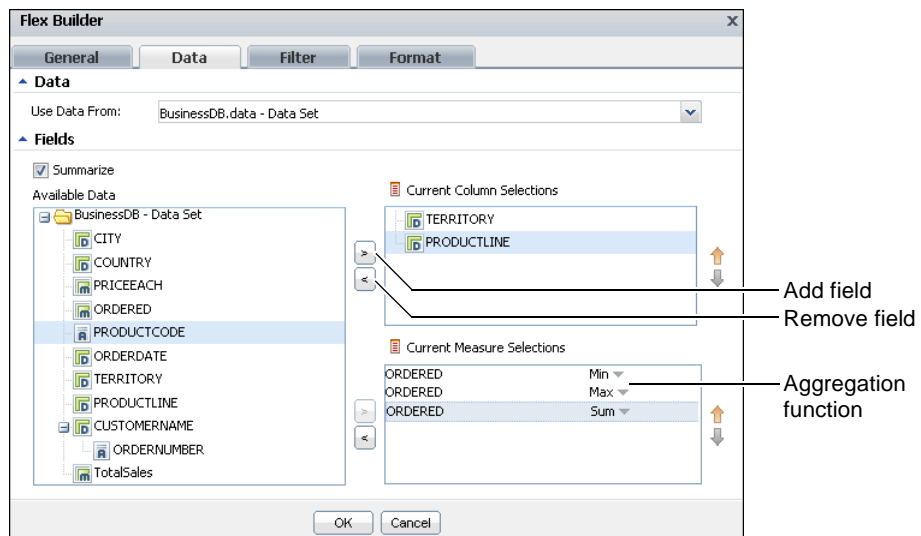 Flex Builder x
General Data Filter Format
Data
Use Data From: BusinessDB.data - Data Set
Fields
Summarize
Available Data
BusinessDB - Data Set
CITY
COUNTRY
PRICEEACH
ORDERED
PRODUCTCODE
ORDERDATE
TERRITORY
PRODUCTLINE
CUSTOMERNAME
ORDERNUMBER
TotalSales
>
<
>
<
Current Column Selections
TERRITORY
PRODUCTLINE
Current Measure Selections
ORDERED Min
ORDERED Max
ORDERED Sum
OK Cancel
Add field
Remove field
Aggregation
function